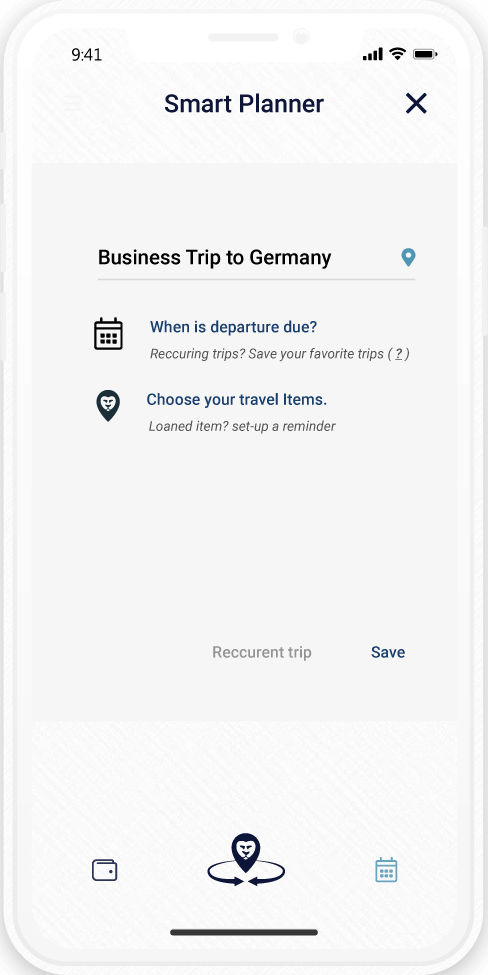 9:41
Smart Planner
Business Trip to Germany
When is departure due?
Reccuring trips? Save your favorite trips ( ? )
Choose your travel Items.
Loaned item? set-up a reminder
Reccurent trip
Save